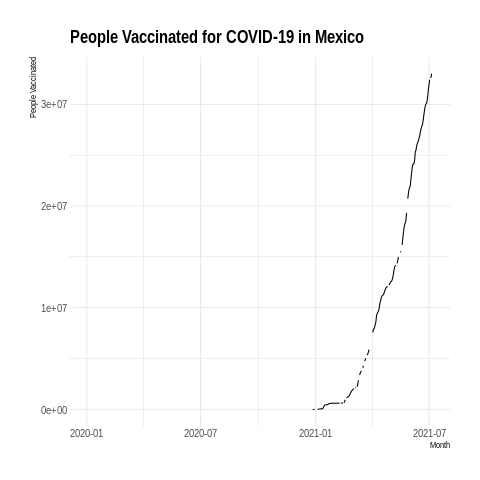 People Vaccinated for COVID-19 in Mexico
People Vaccinated
3e+07
2e+07
1e+07
0e+00
2020-01 2020-07 2021-01 2021-07
Month